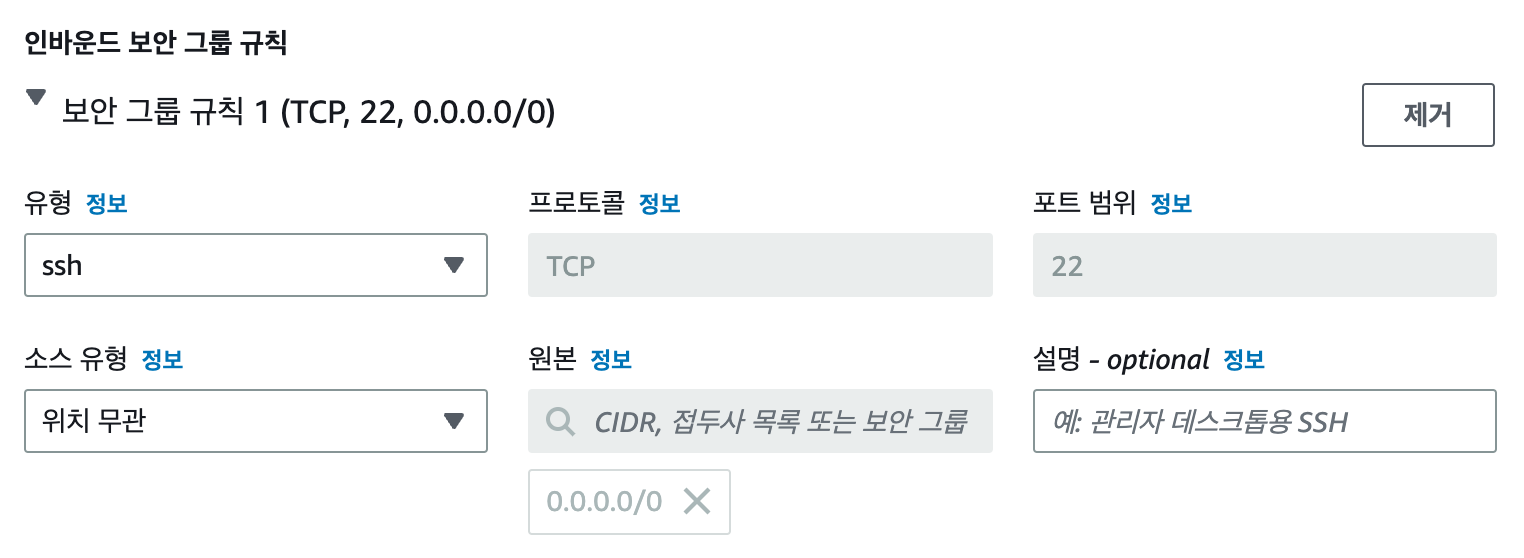 인바운드 보안 그룹 규칙
보안 그룹 규칙 1 (TCP, 22, 0.0.0.0/0)
제거
유형 정보
프로토콜 정보
포트 범위 정보
ssh
TCP
22
소스 유형 정보
원본 정보
설명 - optional 정보
위치 무관
CIDR, 접두사 목록 또는 보안 그룹
예: 관리자 데스크톱용 SSH
0.0.0.0/0